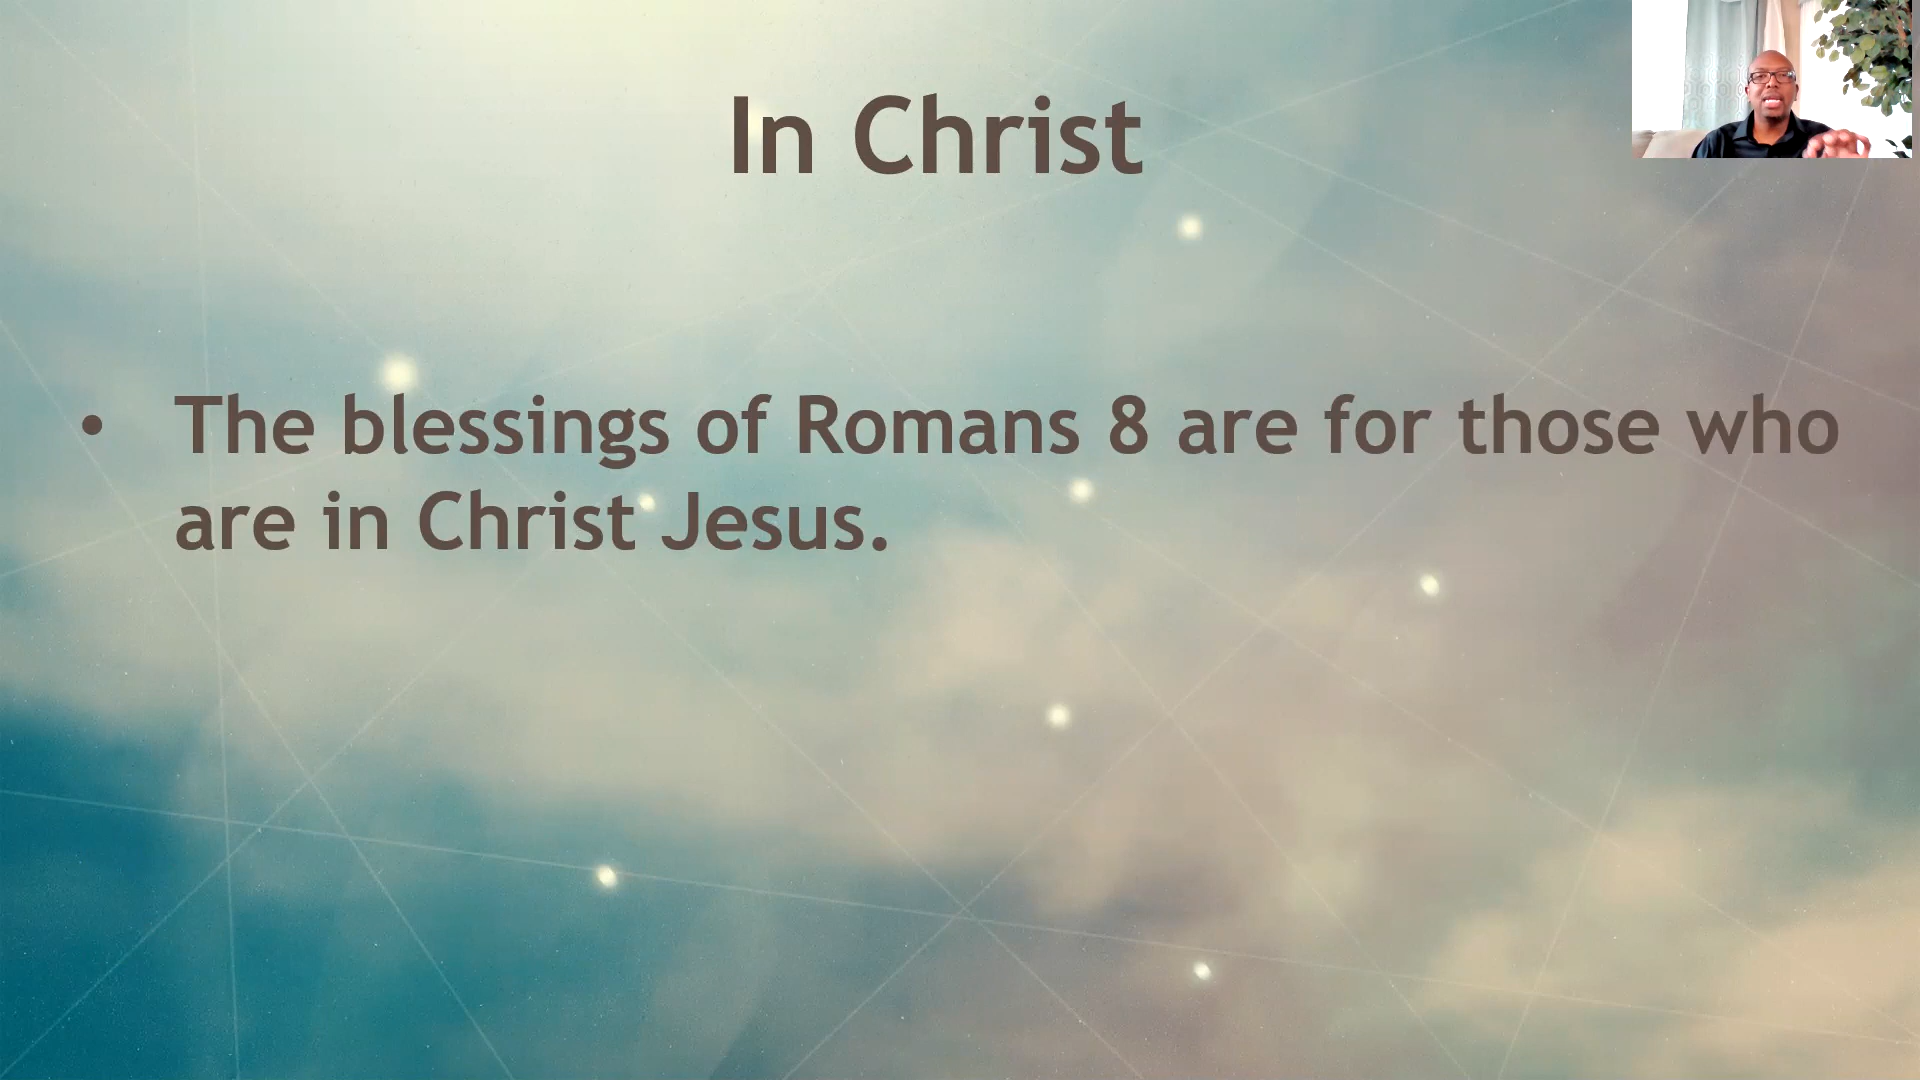 In Christ
• The blessings of Romans 8 are for those who
are in Christ Jesus.